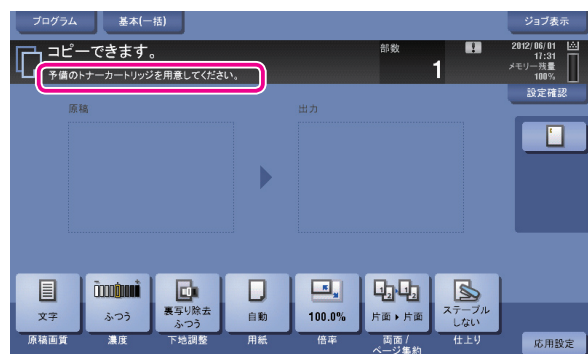 プログラム 基本(一括) ジョブ表示
コピーできます。
予備のトナーカートリッジを用意してください。
部数
1
2012/06/01
17:31
メモリー残量
100%
設定確認
原稿 出力
文字 ふつう 裏写り除去 自動 100.0% 片面 片面 ステープル
ふつう しない
原稿画質 濃度 下地調整 用紙 倍率 両面/ 仕上り
ページ集約
応用設定